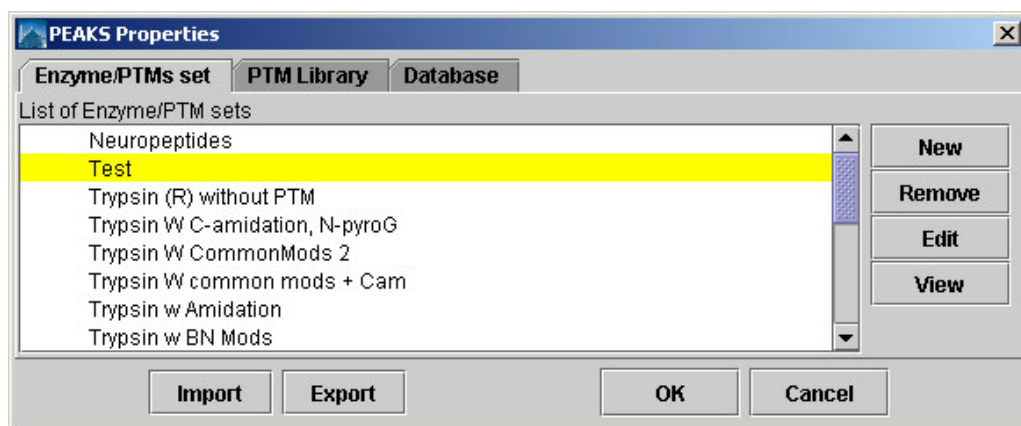 PEAKS Properties
Enzyme/PTMs set PTM Library Database
List of Enzyme/PTM sets
Neuropeptides
Test
Trypsin (R) without PTM
Trypsin W C-amidation, N-pyroG
Trypsin W CommonMods 2
Trypsin W common mods + Cam
Trypsin w Amidation
Trypsin w BN Mods
New
Remove
Edit
View
Import Export OK Cancel